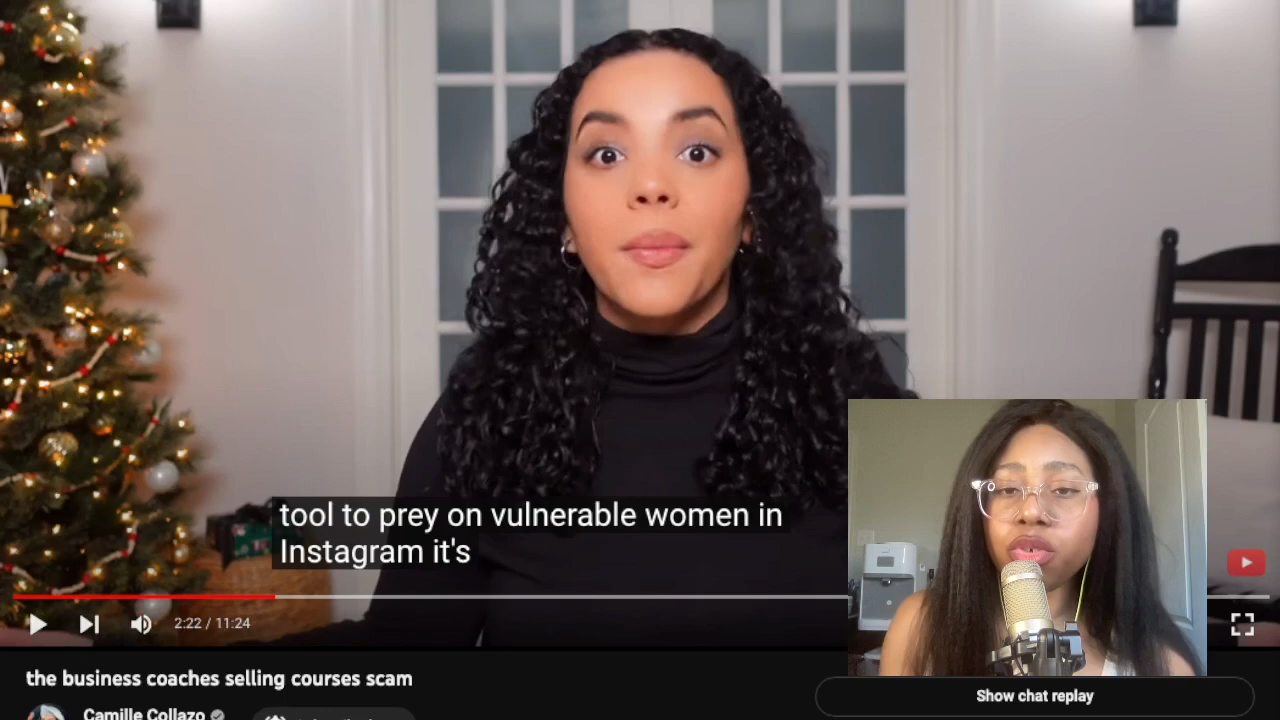 tool to prey on vulnerable women in
Instagram it's
2:22 / 11:24
the business coaches selling courses scam
Camille Collazo
Show chat replay